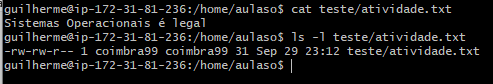 guilherme@ip-172-31-81-236:/home/aulaso$ cat teste/atividade.txt
Sistemas Operacionais é legal
guilherme@ip-172-31-81-236:/home/aulaso$ ls -l teste/atividade.txt
-rw-rw-r-- 1 coimbra99 coimbra99 31 Sep 29 23:12 teste/atividade.txt
guilherme@ip-172-31-81-236:/home/aulaso$